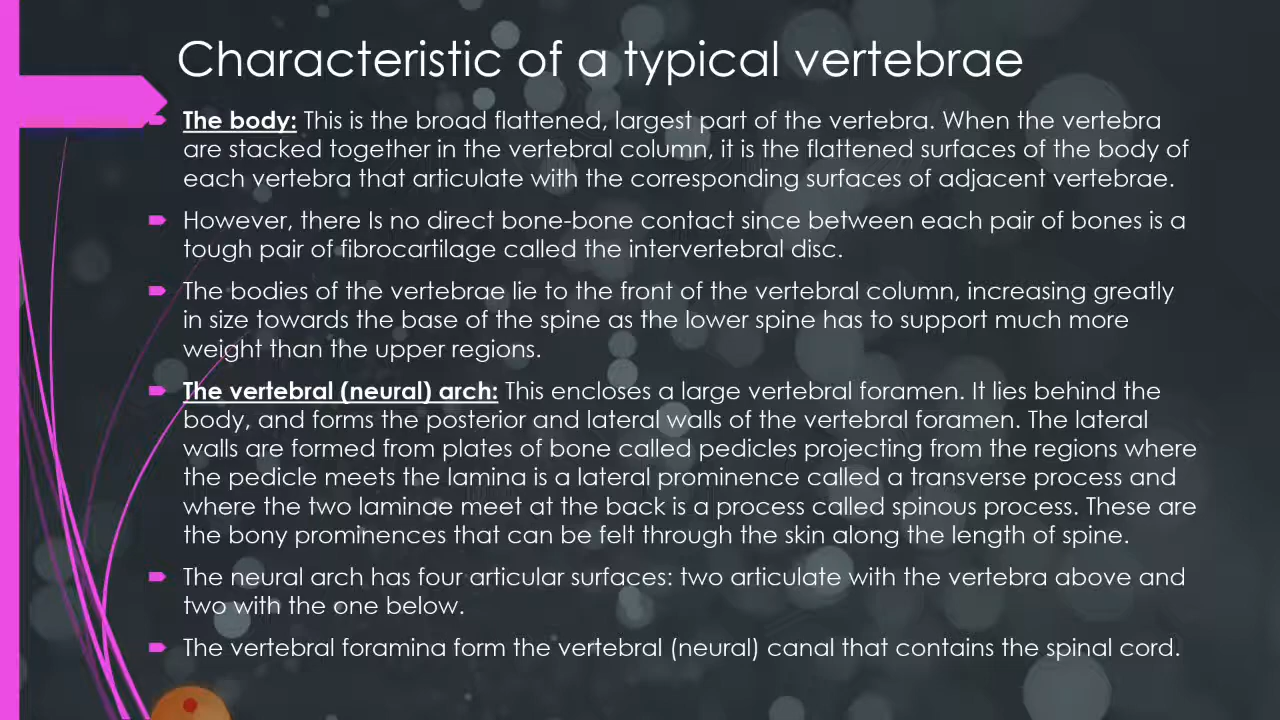 Characteristic of a typical vertebrae
The body: This is the broad flattened, largest part of the vertebra. When the vertebra
are stacked together in the vertebral column, it is the flattened surfaces of the body of
each vertebra that articulate with the corresponding surfaces of adjacent vertebrae.
However, there Is no direct bone-bone contact since between each pair of bones is a
tough pair of fibrocartilage called the intervertebral disc.
The bodies of the vertebrae lie to the front of the vertebral column, increasing greatly
in size towards the base of the spine as the lower spine has to support much more
weight than the upper regions.
The vertebral (neural) arch: This encloses a large vertebral foramen. It lies behind the
body, and forms the posterior and lateral walls of the vertebral foramen. The lateral
walls are formed from plates of bone called pedicles projecting from the regions where
the pedicle meets the lamina is a lateral prominence called a transverse process and
where the two laminae meet at the back is a process called spinous process. These are
the bony prominences that can be felt through the skin along the length of spine.
The neural arch has four articular surfaces: two articulate with the vertebra above and
two with the one below.
The vertebral foramina form the vertebral (neural) canal that contains the spinal cord.